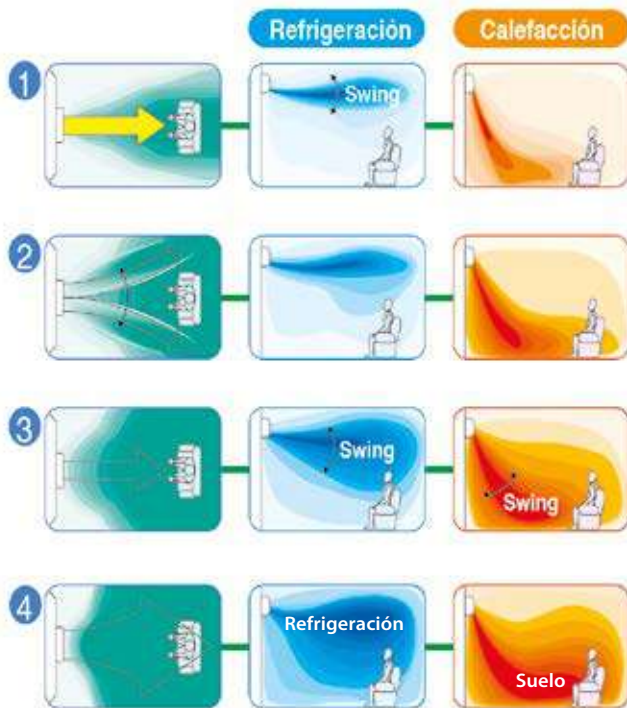 Refrigeración Calefacción
1
Swing
2
3
Swing
Swing
4
Refrigeración
Suelo